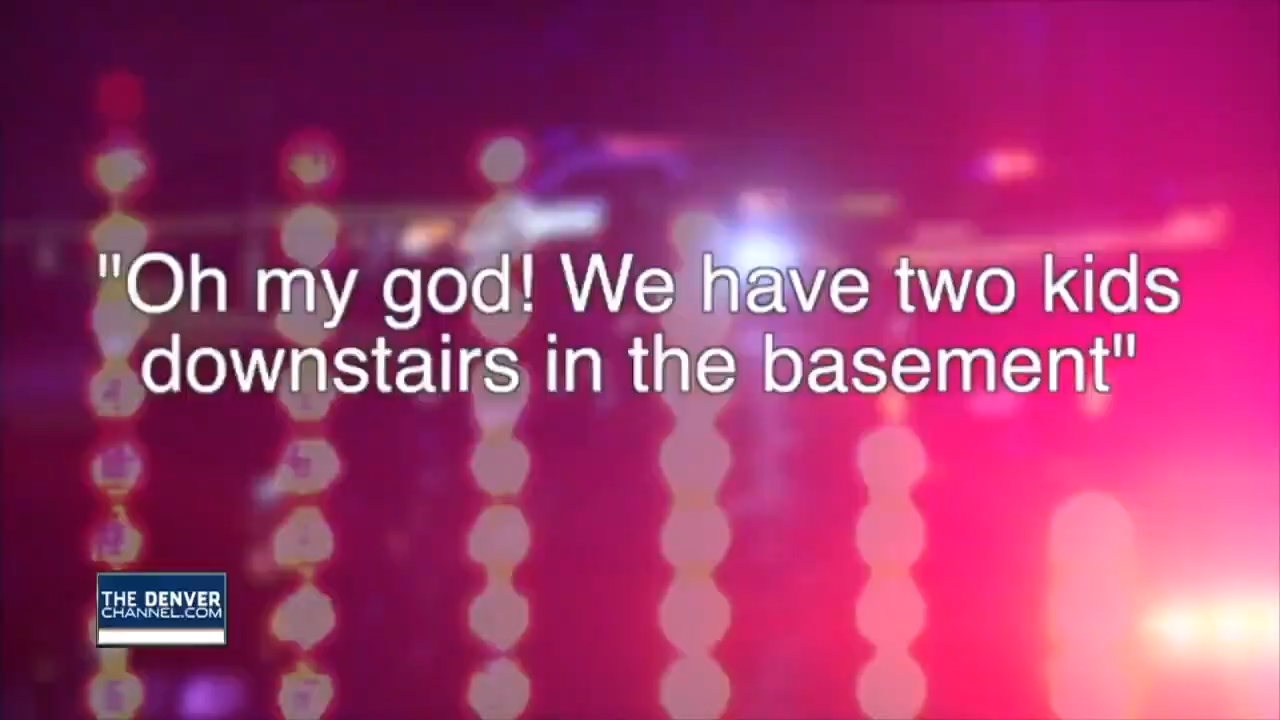 "Oh my god! We have two kids
downstairs in the basement"
THE DENVER
CHANNEL.COM